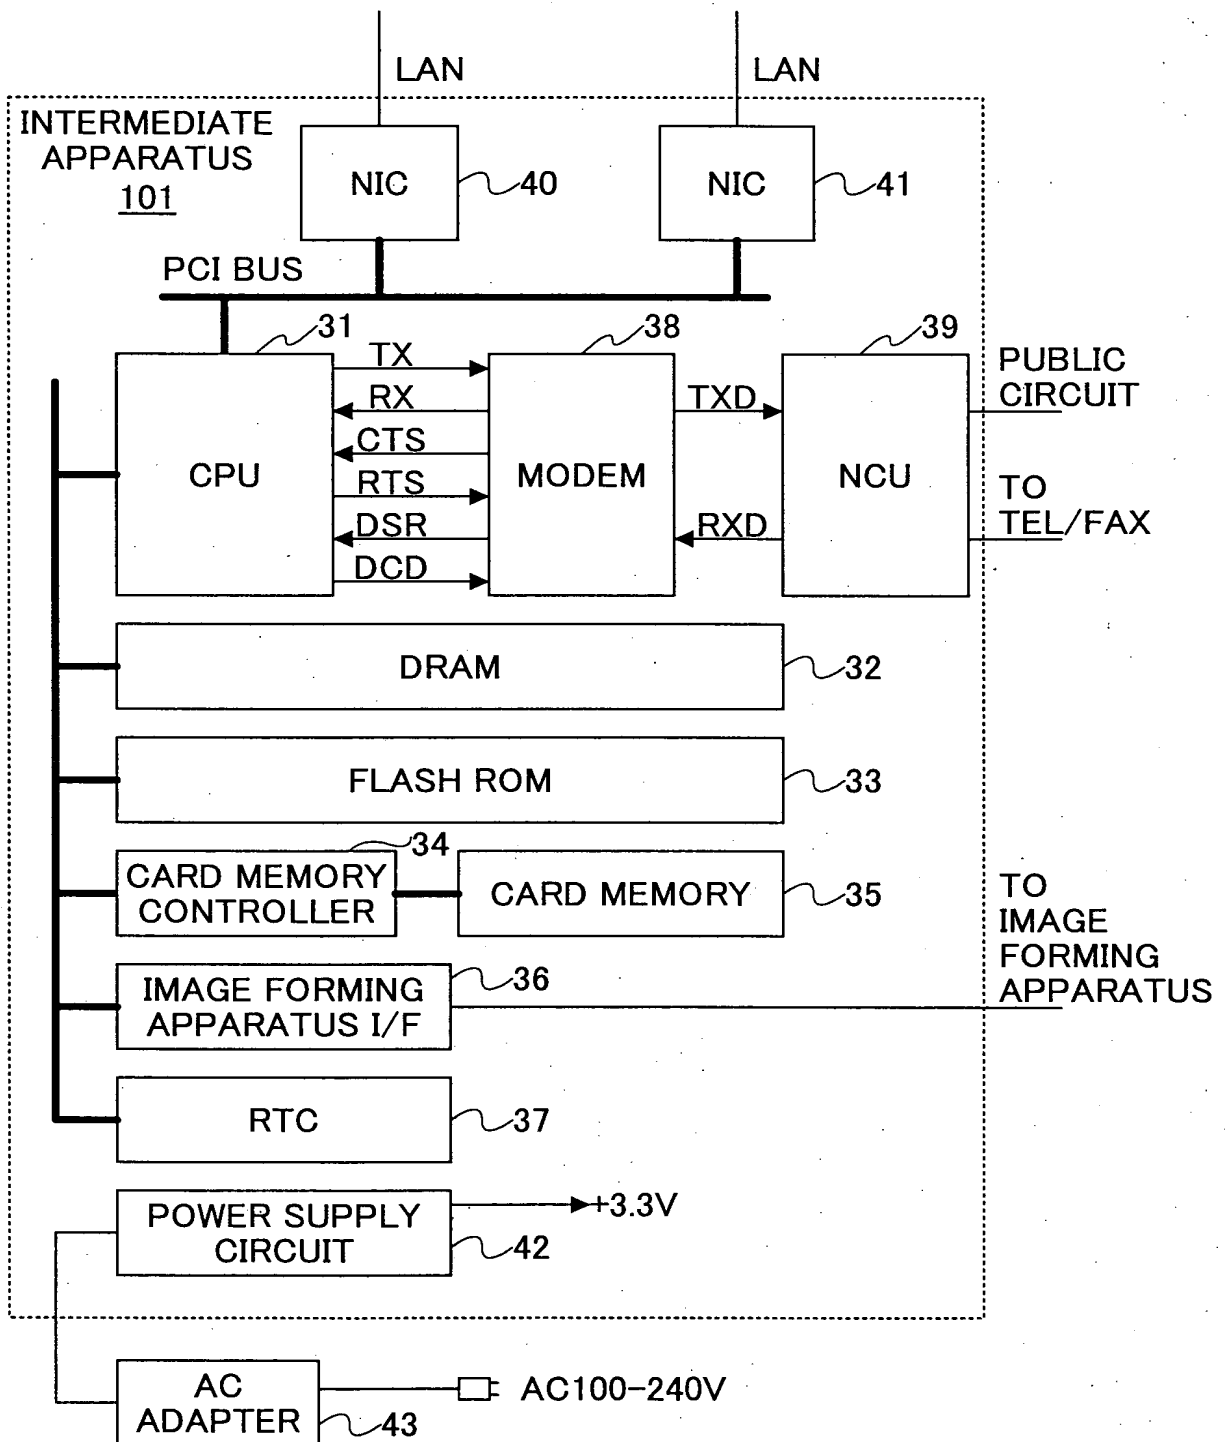 LAN
LAN
INTERMEDIATE
APPARATUS
101
NIC
40
NIC
41
PCI BUS
31
38
39
TX
RX
CTS
RTS
DSR
DCD
CPU
MODEM
TXD
RXD
NCU
PUBLIC
CIRCUIT
TO
TEL/FAX
DRAM
32
FLASH ROM
33
34
CARD MEMORY
CONTROLLER
CARD MEMORY
35
TO
IMAGE
FORMING
APPARATUS
36
IMAGE FORMING
APPARATUS I/F
RTC
37
POWER SUPPLY
CIRCUIT
+3.3V
42
AC
ADAPTER
43
AC100-240V